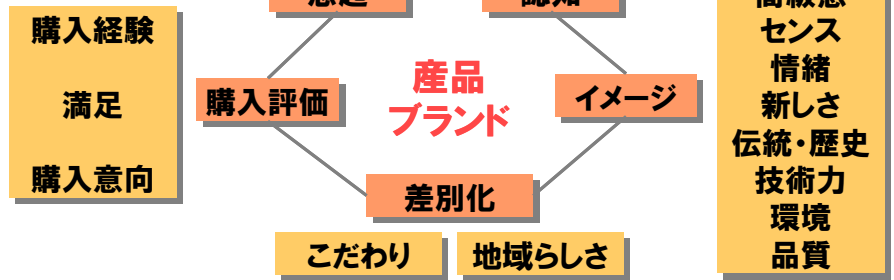 購入経験
満足
購入意向
購入評価
産品
ブランド
イメージ
差別化
こだわり
地域らしさ
センス
情緒
新しさ
伝統・歴史
技術力
環境
品質